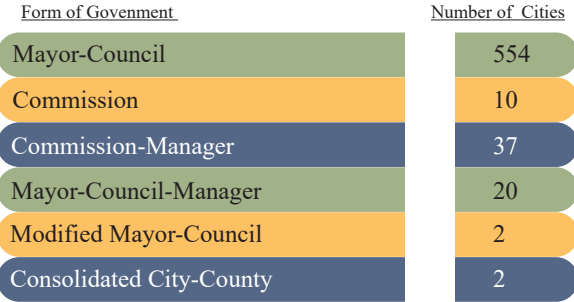 Form of Govenment Number of Cities
Mayor-Council 554
Commission 10
Commission-Manager 37
Mayor-Council-Manager 20
Modified Mayor-Council 2
Consolidated City-County 2